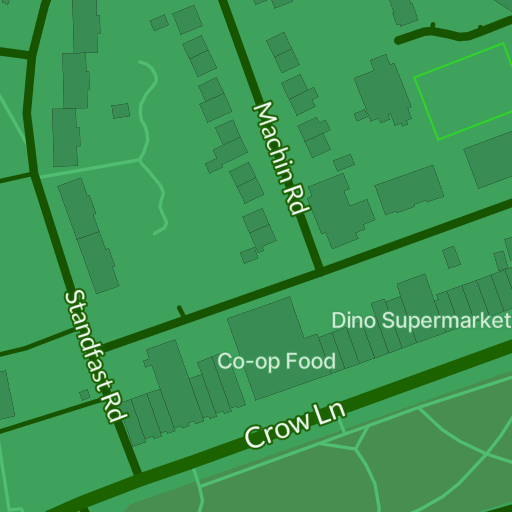 Machin Rd
Standfast Rd
Dino Supermarket
Co-op Food
Crow Ln